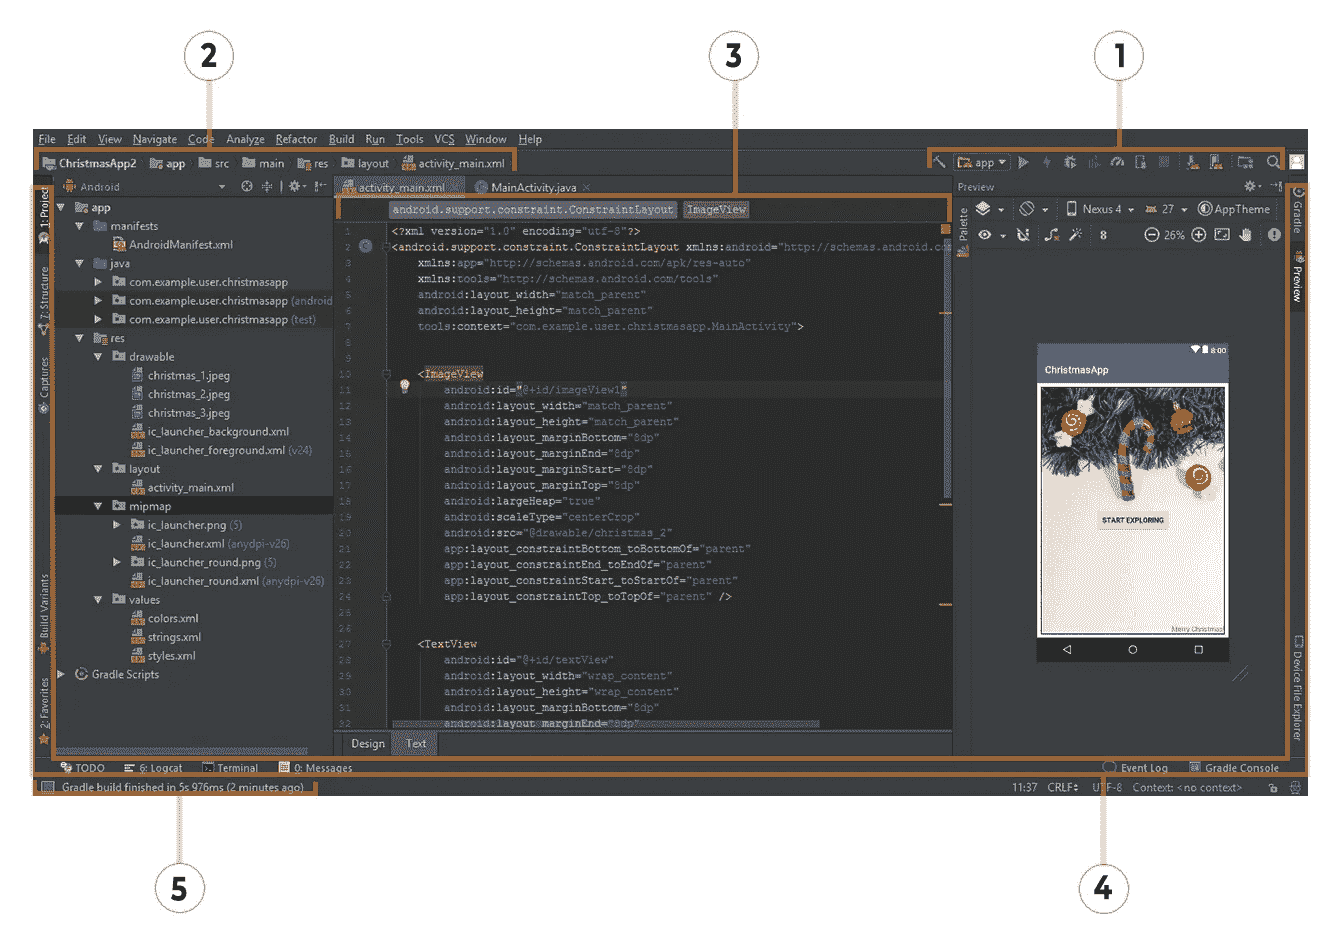 2
3
1
File Edit View Navigate Code Analyze Refactor Build Run Tools VCS Window Help
ChristmasApp2 app src main res layout activity_main.xml
app
Android
activity_main.xml MainActivity.java
Preview
1: Project
7: Structure
Captures
Build Variants
2: Favorites
app
manifests
AndroidManifest.xml
java
com.example.user.christmasapp
com.example.user.christmasapp (android
com.example.user.christmasapp (test)
res
drawable
christmas_1.jpeg
christmas_2.jpeg
christmas_3.jpeg
ic_launcher_background.xml
ic_launcher_foreground.xml (v24)
layout
activity_main.xml
mipmap
ic_launcher.png (5)
ic_launcher.xml (anydpi-v26)
ic_launcher_round.png (5)
ic_launcher_round.xml (anydpi-v26)
values
colors.xml
strings.xml
styles.xml
Gradle Scripts
android.support.constraint.ConstraintLayout ImageView
1 <?xml version="1.0" encoding="utf-8"?>
2 <android.support.constraint.ConstraintLayout xmlns:android="http://schemas.android.co
3 xmlns:app="http://schemas.android.com/apk/res-auto"
4 xmlns:tools="http://schemas.android.com/tools"
5 android:layout_width="match_parent"
6 android:layout_height="match_parent"
7 tools:context="com.example.user.christmasapp.MainActivity">
8
9
10 <ImageView
11 android:id="@+id/imageView1"
12 android:layout_width="match_parent"
13 android:layout_height="match_parent"
14 android:layout_marginBottom="8dp"
15 android:layout_marginEnd="8dp"
16 android:layout_marginStart="8dp"
17 android:layout_marginTop="8dp"
18 android:largeHeap="true"
19 android:scaleType="centerCrop"
20 android:src="@drawable/christmas_2"
21 app:layout_constraintBottom_toBottomOf="parent"
22 app:layout_constraintEnd_toEndOf="parent"
23 app:layout_constraintStart_toStartOf="parent"
24 app:layout_constraintTop_toTopOf="parent" />
25
26
27 <TextView
28 android:id="@+id/textView"
29 android:layout_width="wrap_content"
30 android:layout_height="wrap_content"
31 android:layout_marginBottom="8dp"
32 android:layout_marginEnd="8dp"
Design Text
Palette
Nexus 4 27 AppTheme
8 26%
8:00
ChristmasApp
START EXPLORING
Merry Christmas!
Gradle
Preview
Device File Explorer
TODO 6: Logcat Terminal 0: Messages Event Log Gradle Console
Gradle build finished in 5s 976ms (2 minutes ago) 11:37 CRLF UTF-8 Context: <no context>
5
4